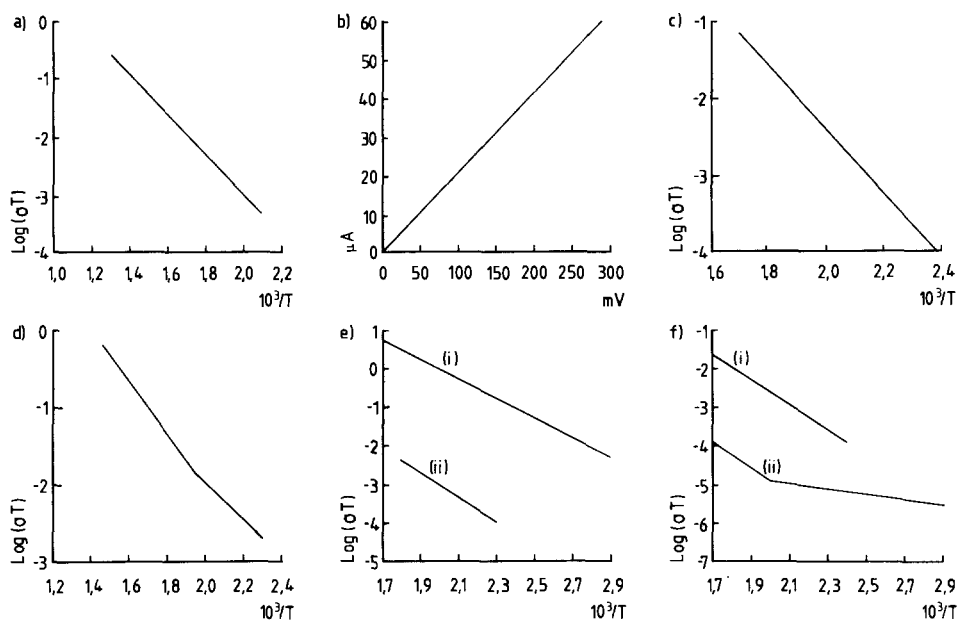 a)
0
-1
-2
-3
-4
Log (σT)
1,0 1,2 1,4 1,6 1,8 2,0 2,2
10³/T
b)
60
50
40
30
20
10
0
μA
0 50 100 150 200 250 300
mV
c)
-1
-2
-3
-4
Log (σT)
1,6 1,8 2,0 2,2 2,4
10³/T
d)
0
-1
-2
-3
Log (σT)
1,2 1,4 1,6 1,8 2,0 2,2 2,4
10³/T
e)
1
0
-1
-2
-3
-4
-5
Log (σT)
(i)
(ii)
1,7 1,9 2,1 2,3 2,5 2,7 2,9
10³/T
f)
-1
-2
-3
-4
-5
-6
-7
Log (σT)
(i)
(ii)
1,7 1,9 2,1 2,3 2,5 2,7 2,9
10³/T